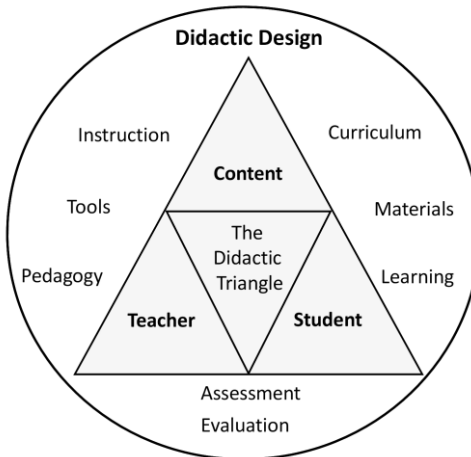 Didactic Design
Instruction
Curriculum
Content
Tools
Materials
The
Didactic
Triangle
Pedagogy
Learning
Teacher
Student
Assessment
Evaluation